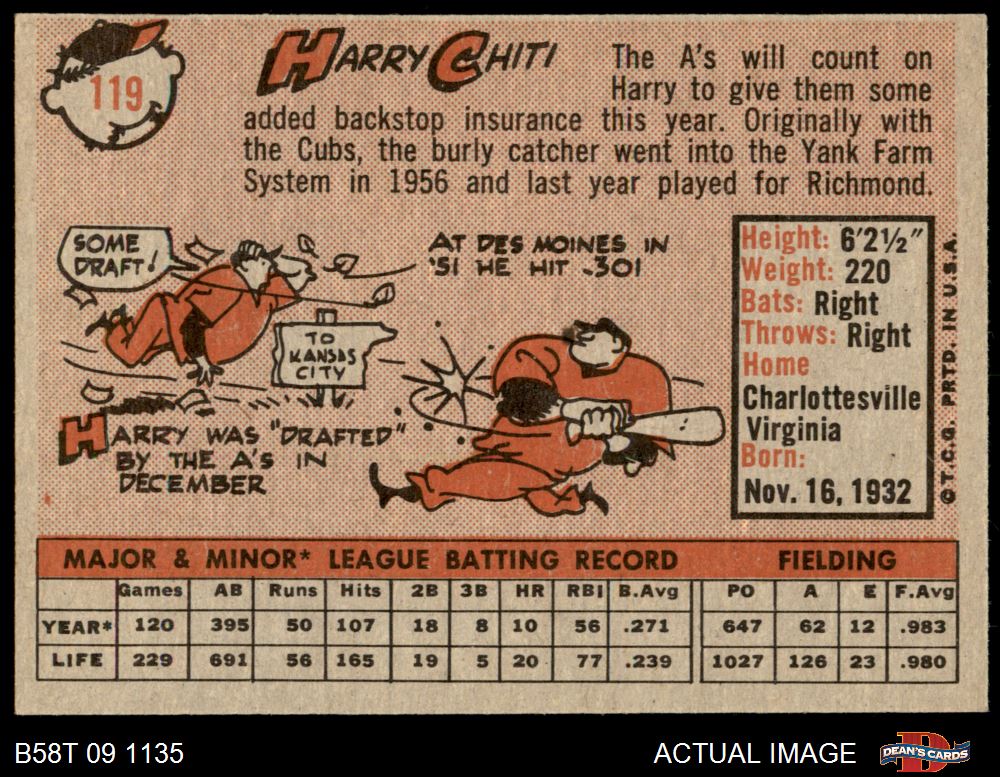 119
HARRY CHITI
The A's will count on
Harry to give them some
added backstop insurance this year. Originally with
the Cubs, the burly catcher went into the Yank Farm
System in 1956 and last year played for Richmond.
SOME
DRAFT!
TO
KANSAS
CITY
HARRY WAS "DRAFTED"
BY THE A'S IN
DECEMBER
AT DES MOINES IN
'51 HE HIT .301
Height: 6'2½"
Weight: 220
Bats: Right
Throws: Right
Home
Charlottesville
Virginia
Born:
Nov. 16, 1932
© T.C.G. PRTD. IN U.S.A.
MAJOR & MINOR* LEAGUE BATTING RECORD FIELDING
Games AB Runs Hits 2B 3B HR RBI B.Avg PO A E F.Avg
YEAR* 120 395 50 107 18 8 10 56 .271 647 62 12 .983
LIFE 229 691 56 165 19 5 20 77 .239 1027 126 23 .980
B58T 09 1135 ACTUAL IMAGE D DEAN'S CARDS